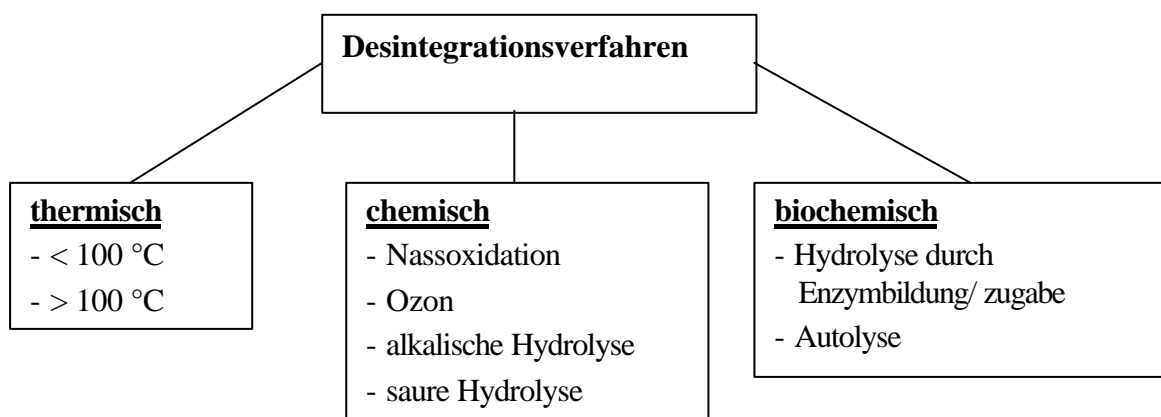 Desintegrationsverfahren
thermisch
- < 100 °C
- > 100 °C
chemisch
- Nassoxidation
- Ozon
- alkalische Hydrolyse
- saure Hydrolyse
biochemisch
- Hydrolyse durch
Enzymbildung/ zugabe
- Autolyse